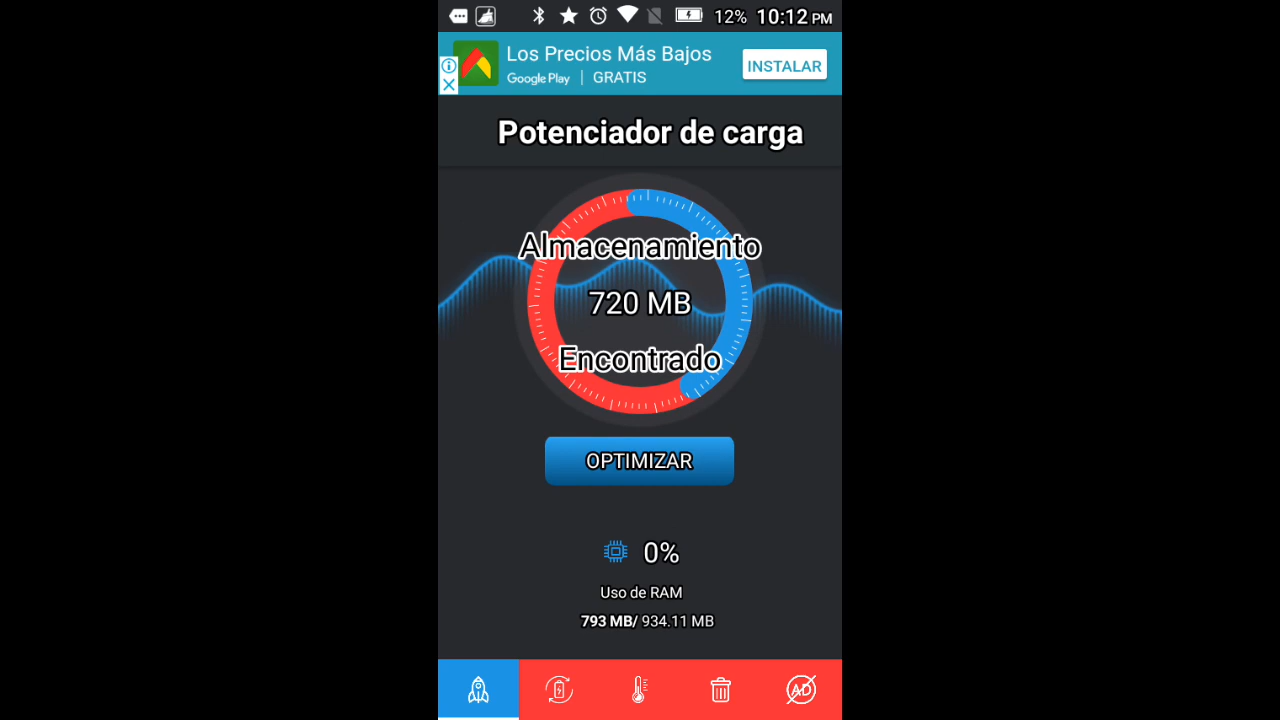 12% 10:12 PM
Los Precios Más Bajos
Google Play | GRATIS
INSTALAR
Potenciador de carga
Almacenamiento
720 MB
Encontrado
OPTIMIZAR
0%
Uso de RAM
793 MB/ 934.11 MB
AD